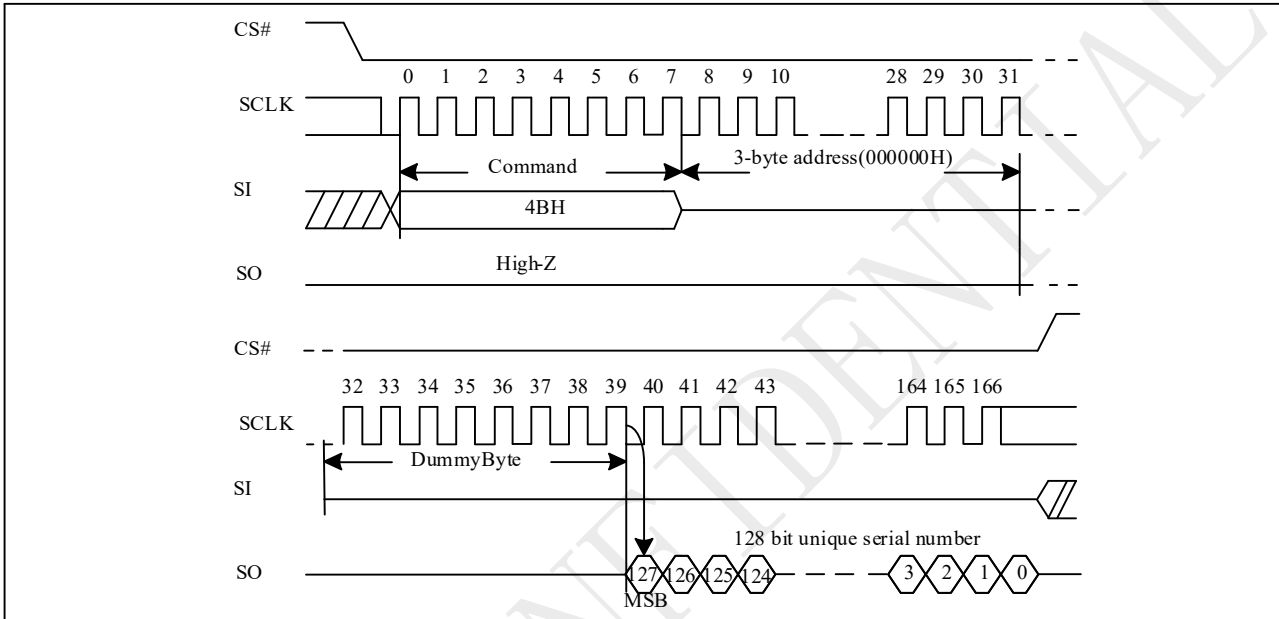 CS#
0 1 2 3 4 5 6 7 8 9 10 28 29 30 31
SCLK
Command 3-byte address(000000H)
SI
4BH
High-Z
SO
CS#
32 33 34 35 36 37 38 39 40 41 42 43 164 165 166
SCLK
DummyByte
SI
128 bit unique serial number
SO 127 126 125 124 3 2 1 0
MSB